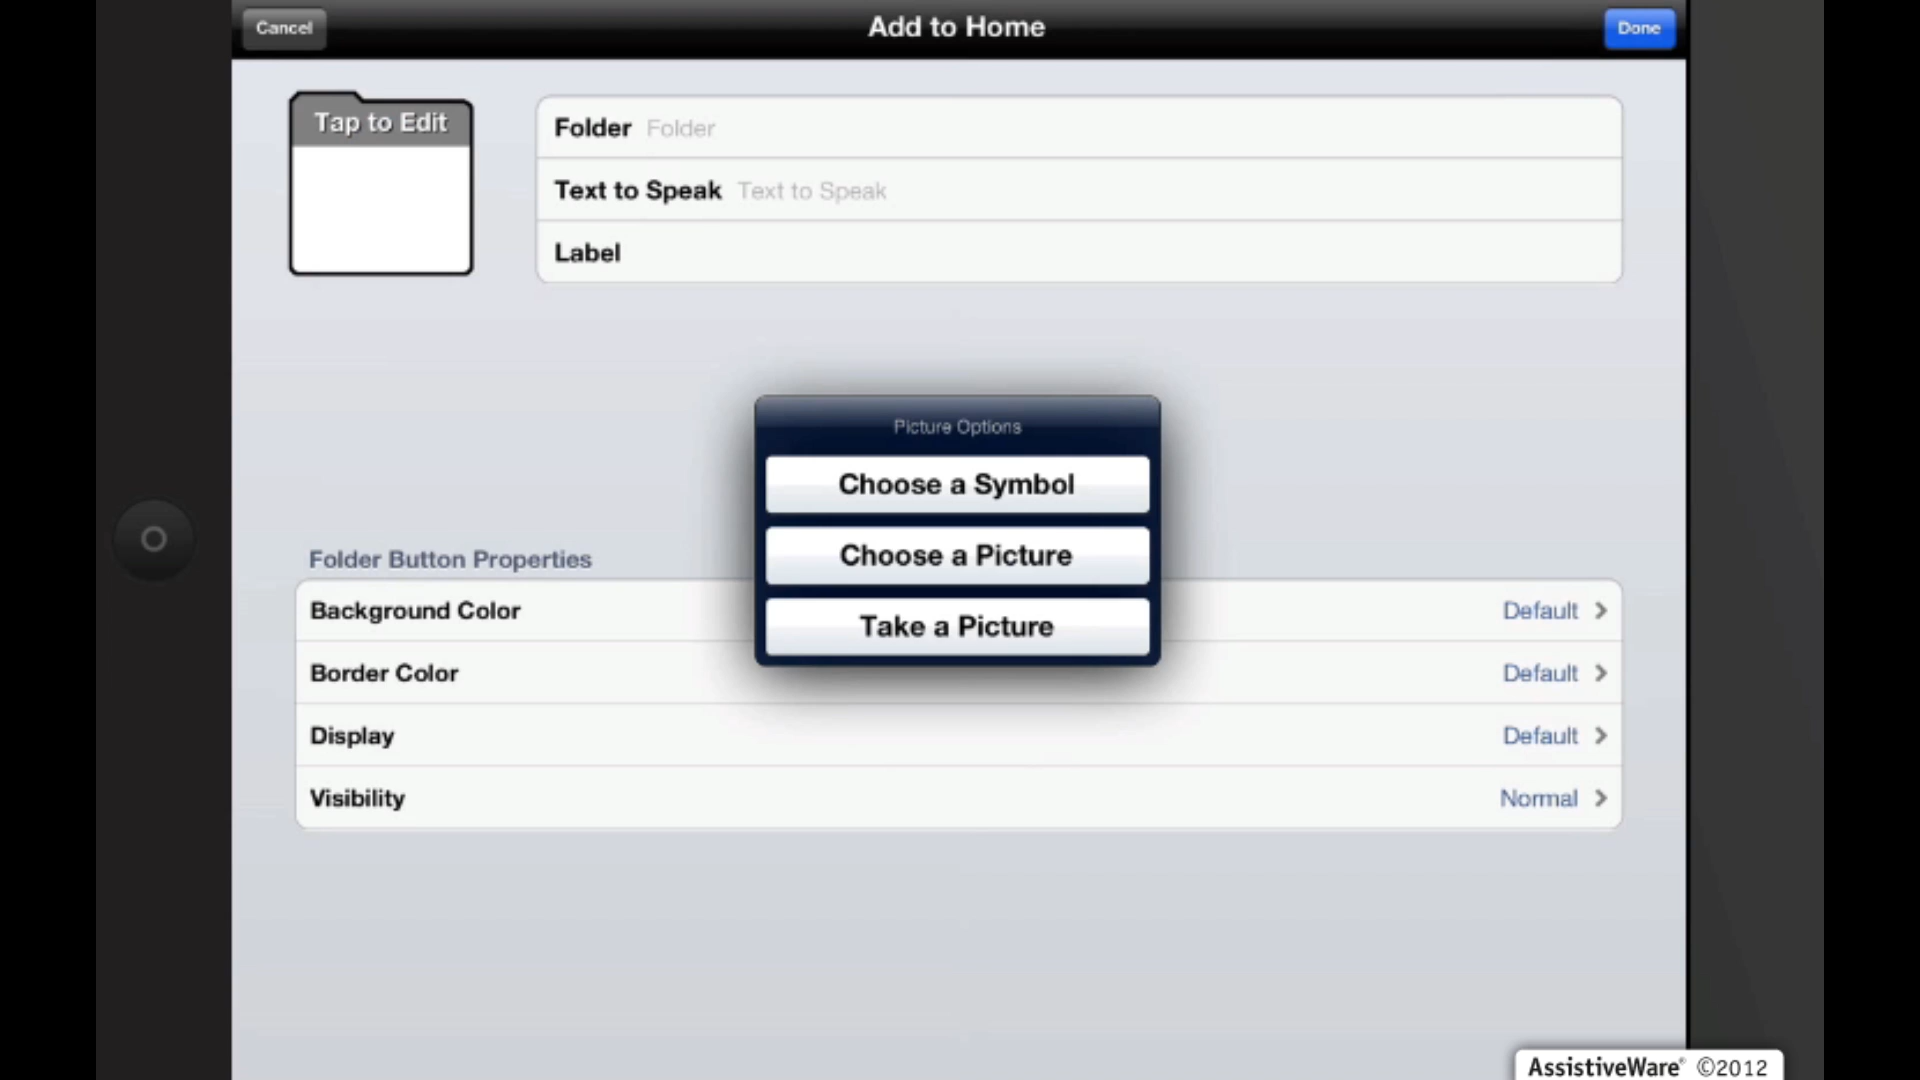 Cancel
Add to Home
Done
Tap to Edit
Folder Folder
Text to Speak Text to Speak
Label
Picture Options
Choose a Symbol
Choose a Picture
Take a Picture
Folder Button Properties
Background Color Default
Border Color Default
Display Default
Visibility Normal
AssistiveWare® ©2012